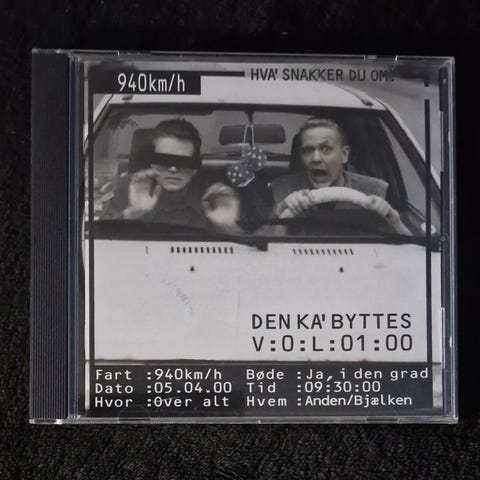 940km/h
HVA' SNAKKER DU OM?
DEN KA' BYTTES
V:O:L:01:00
Fart :940km/h Bøde :Ja, i den grad
Dato :05.04.00 Tid :09:30:00
Hvor :Over alt Hvem :Anden/Bjælken